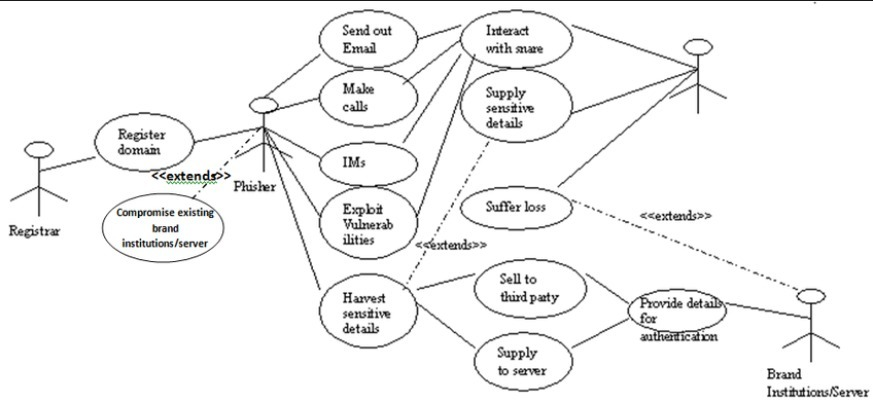 Send out
Email
Interact
with snare
Make
calls
Supply
sensitive
details
Register
domain
IMs
<<extends>>
Phisher
Compromise existing
brand
institutions/server
Registrar
Exploit
Vulnerab
ilities
Suffer loss
<<extends>>
<<extends>>
Harvest
sensitive
details
Sell to
third party
Provide details
for
authentication
Supply
to server
Brand
Institutions/Server